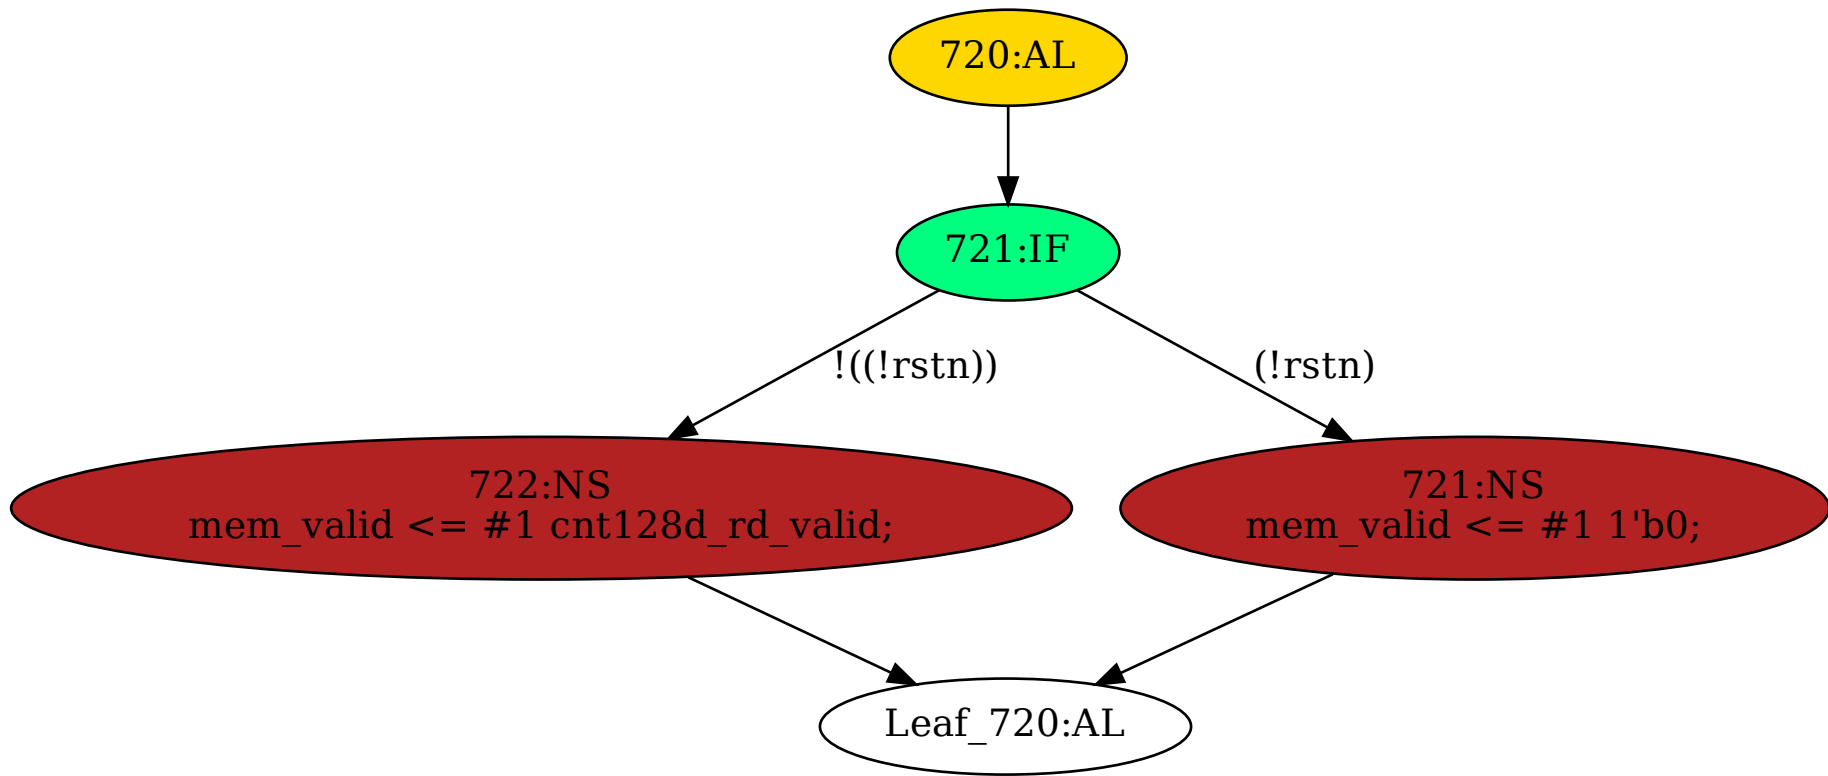 720:AL
721:IF
!((!rstn))
(!rstn)
722:NS
mem_valid <= #1 cnt128d_rd_valid;
721:NS
mem_valid <= #1 1'b0;
Leaf_720:AL